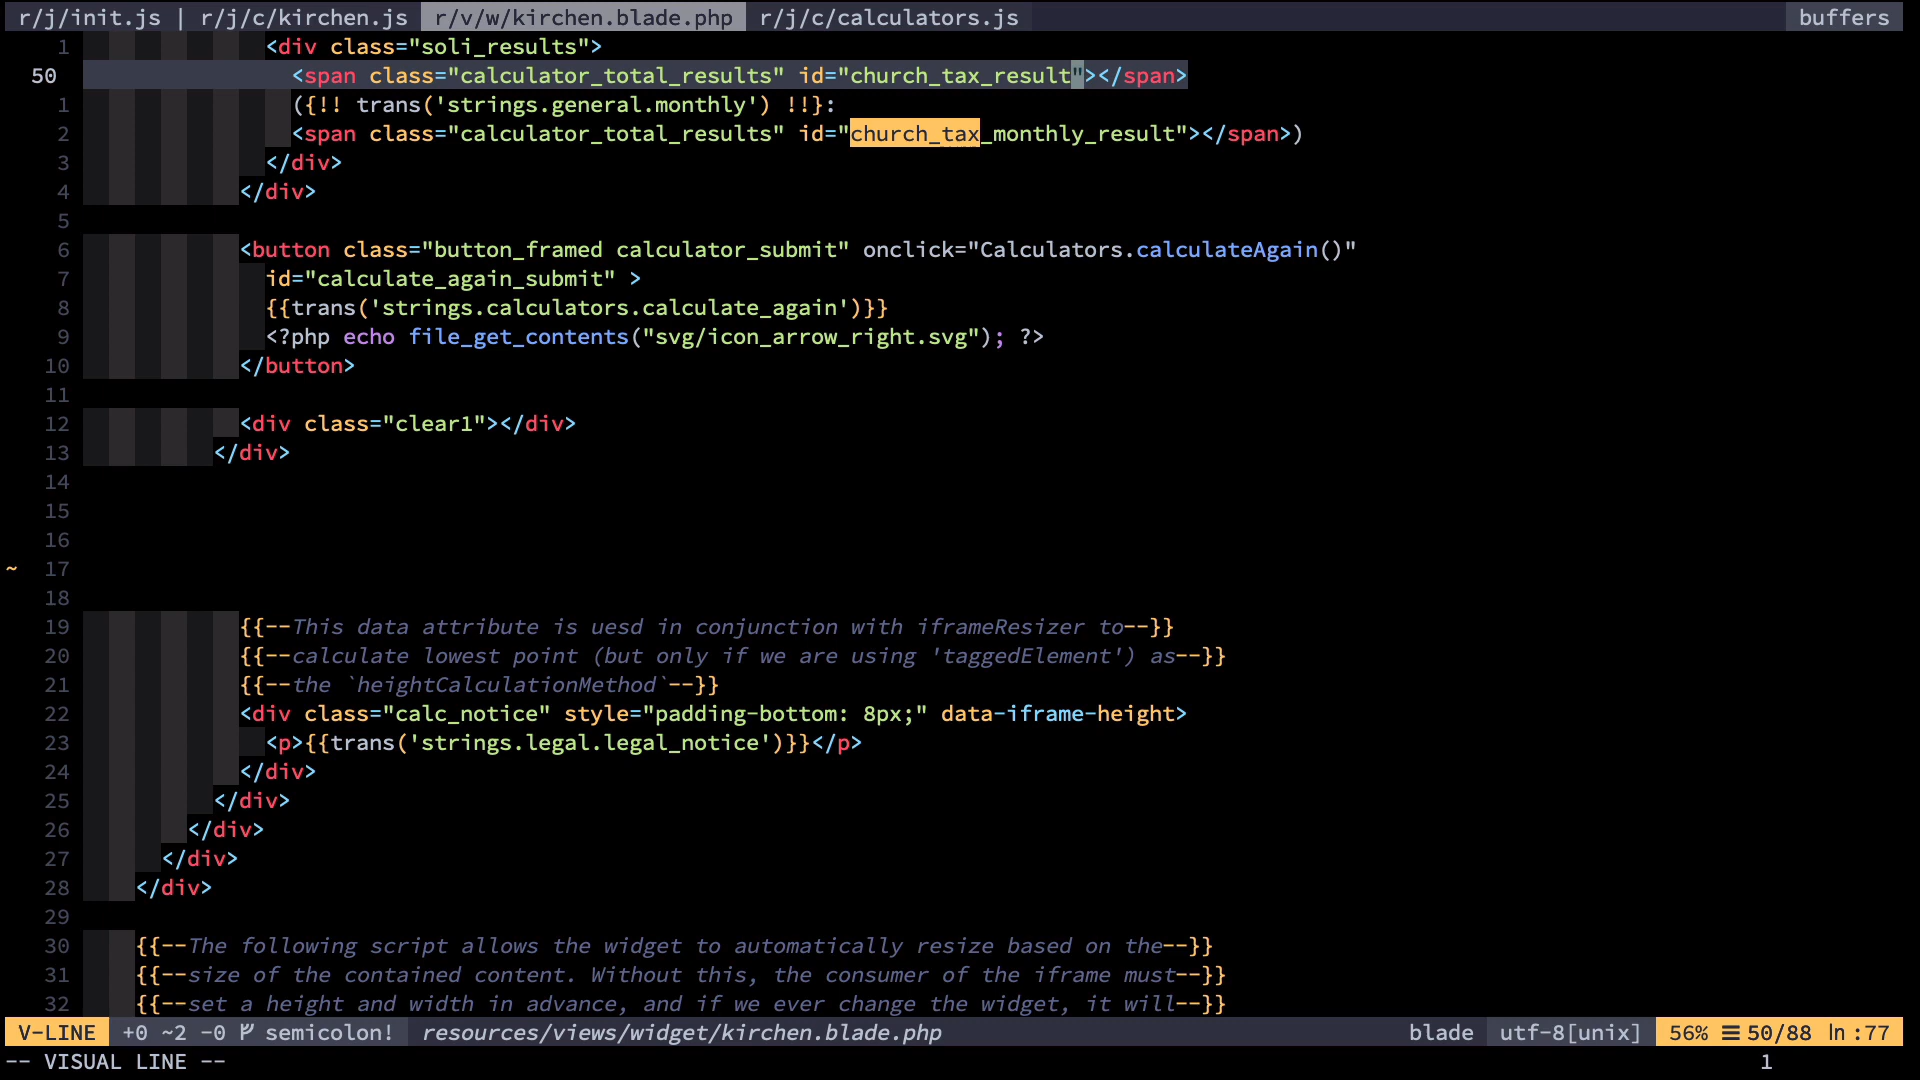 r/j/init.js | r/j/c/kirchen.js r/v/w/kirchen.blade.php r/j/c/calculators.js buffers
1 <div class="soli_results">
50 <span class="calculator_total_results" id="church_tax_result"></span>
1 ({!! trans('strings.general.monthly') !!}:
2 <span class="calculator_total_results" id="church_tax_monthly_result"></span>)
3 </div>
4 </div>
5
6 <button class="button_framed calculator_submit" onclick="Calculators.calculateAgain()"
7 id="calculate_again_submit" >
8 {{trans('strings.calculators.calculate_again')}}
9 <?php echo file_get_contents("svg/icon_arrow_right.svg"); ?>
10 </button>
11
12 <div class="clear1"></div>
13 </div>
14
15
16
~ 17
18
19 {{--This data attribute is uesd in conjunction with iframeResizer to--}}
20 {{--calculate lowest point (but only if we are using 'taggedElement') as--}}
21 {{--the `heightCalculationMethod`--}}
22 <div class="calc_notice" style="padding-bottom: 8px;" data-iframe-height>
23 <p>{{trans('strings.legal.legal_notice')}}</p>
24 </div>
25 </div>
26 </div>
27 </div>
28 </div>
29
30 {{--The following script allows the widget to automatically resize based on the--}}
31 {{--size of the contained content. Without this, the consumer of the iframe must--}}
32 {{--set a height and width in advance, and if we ever change the widget, it will--}}
V-LINE +0 ~2 -0 semicolon! resources/views/widget/kirchen.blade.php blade utf-8[unix] 56% ☰ 50/88 ln :77
-- VISUAL LINE -- 1